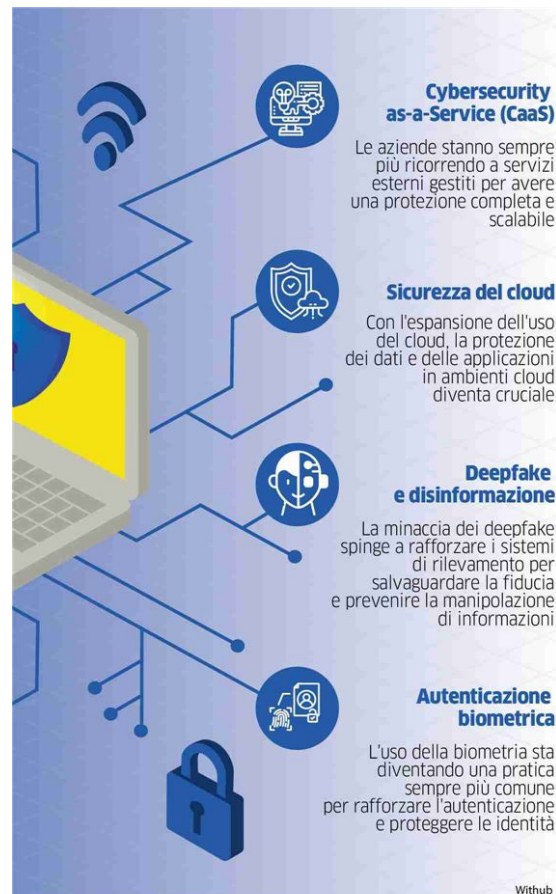 Cybersecurity
as-a-Service (CaaS)
Le aziende stanno sempre
più ricorrendo a servizi
esterni gestiti per avere
una protezione completa e
scalabile
Sicurezza del cloud
Con l'espansione dell'uso
del cloud, la protezione
dei dati e delle applicazioni
in ambienti cloud
diventa cruciale
Deepfake
e disinformazione
La minaccia dei deepfake
spinge a rafforzare i sistemi
di rilevamento per
salvaguardare la fiducia
e prevenire la manipolazione
di informazioni
Autenticazione
biometrica
L'uso della biometria sta
diventando una pratica
sempre più comune
per rafforzare l'autenticazione
e proteggere le identità
Withub